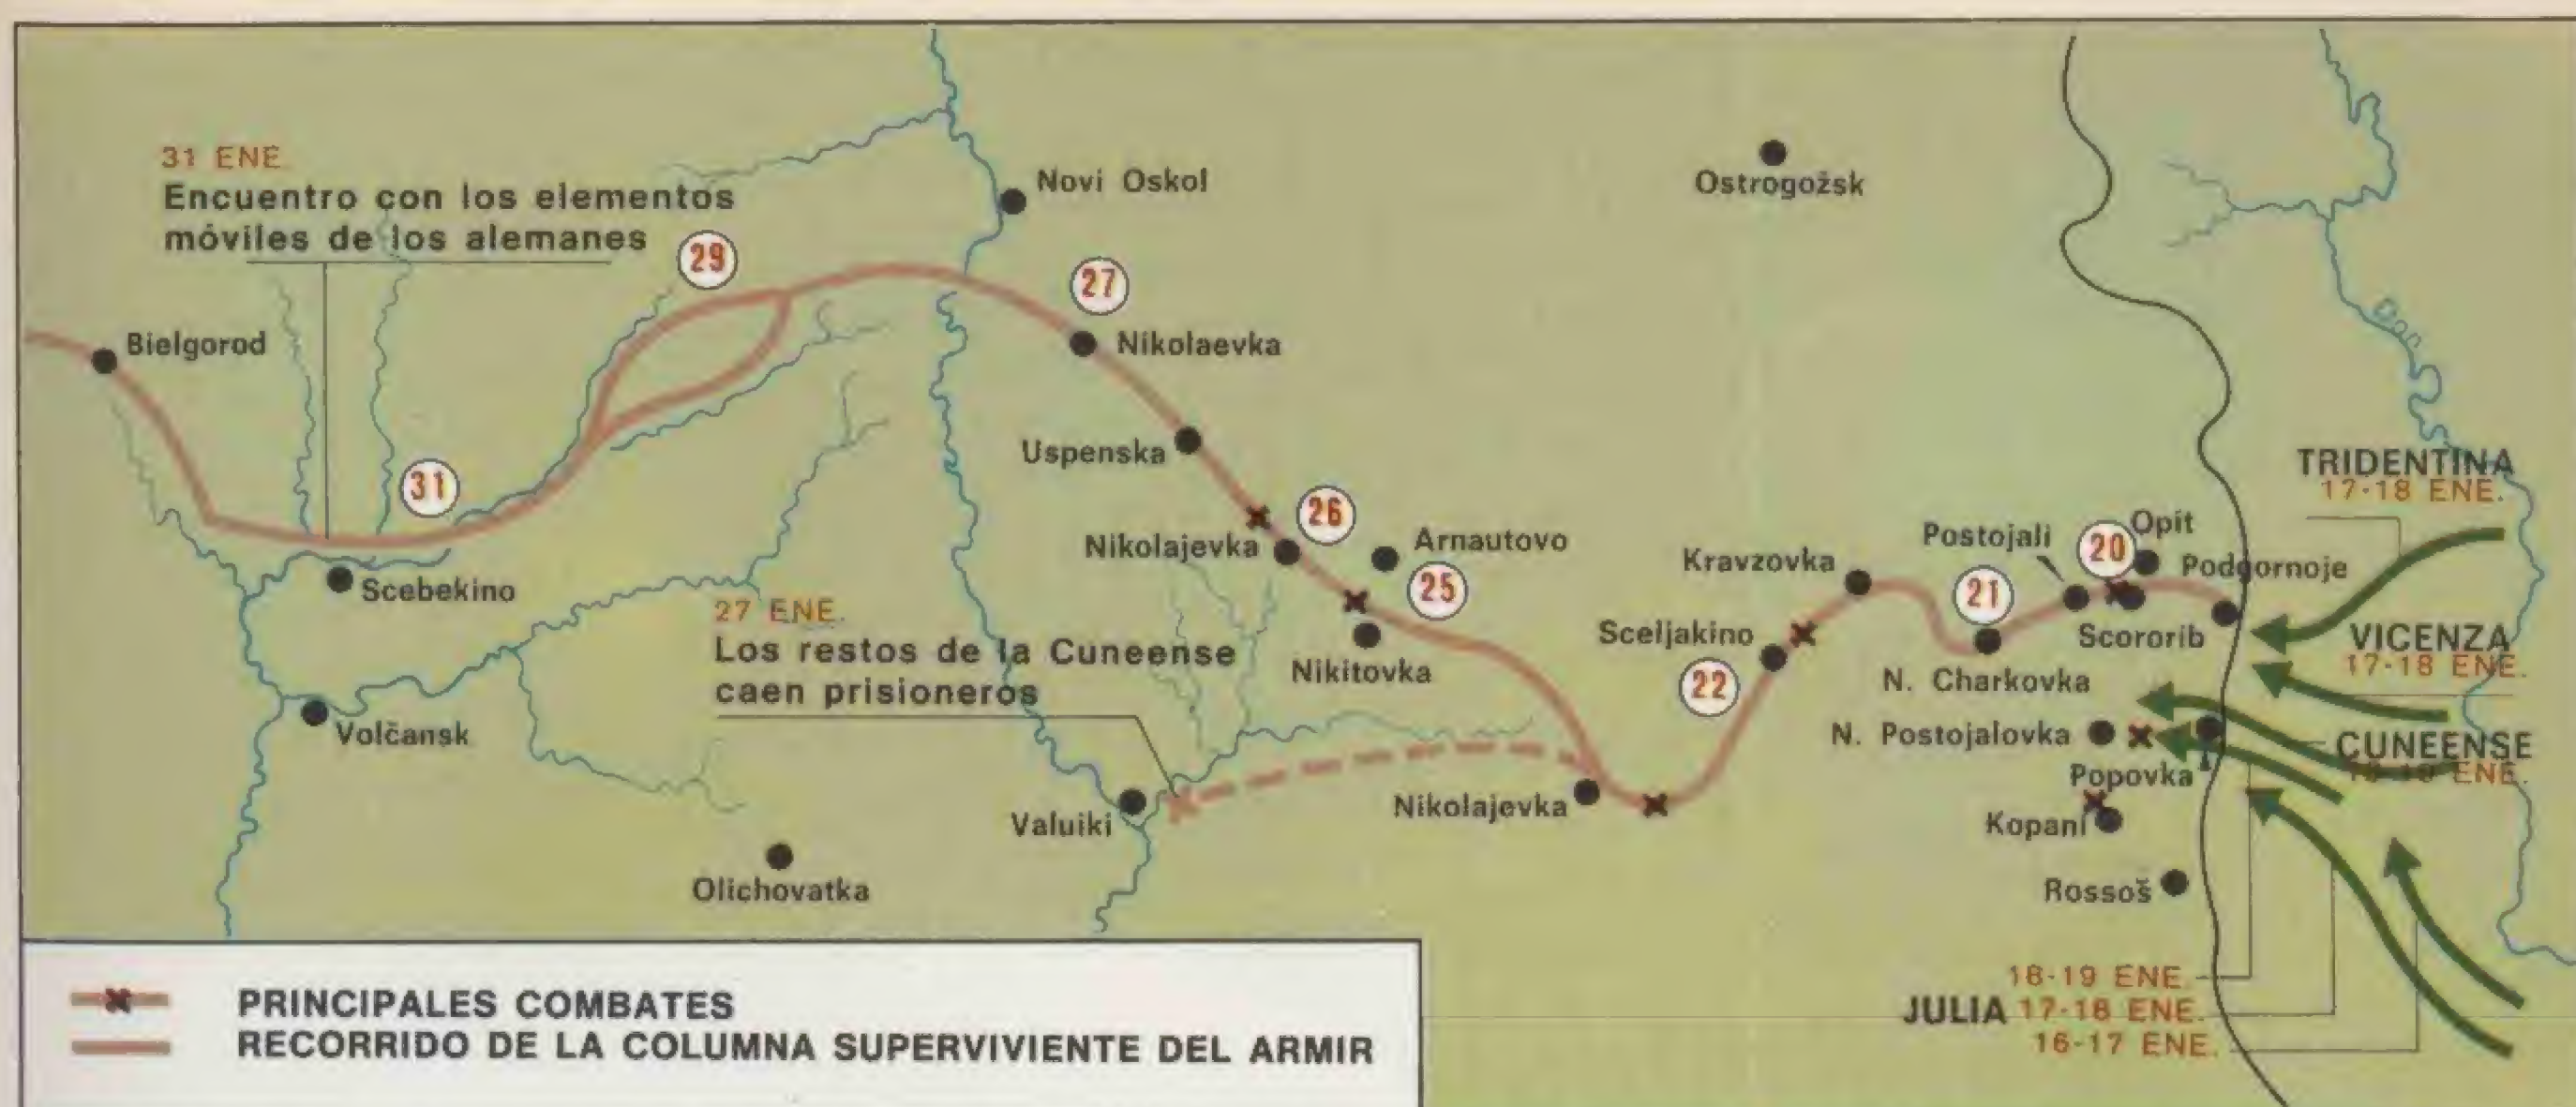 31 ENE.
Encuentro con los elementos
móviles de los alemanes
29
Novi Oskol
27
Ostrogožsk
Don
Bielgorod
Nikolaevka
Uspenska
31
Scebekino
26
Nikolajevka
Arnautovo
25
Nikitovka
27 ENE.
Los restos de la Cuneense
caen prisioneros
Kravzovka
Sceljakino
22
Postojali
20
Opit
Podgornoje
21
Scororib
N. Charkovka
TRIDENTINA
17-18 ENE.
VICENZA
17-18 ENE.
N. Postojalovka
CUNEENSE
ENE.
Popovka
Volčansk
Valuiki
Nikolajevka
Kopani
Olichovatka
Rossoš
18-19 ENE.
JULIA 17-18 ENE.
16-17 ENE.
PRINCIPALES COMBATES
RECORRIDO DE LA COLUMNA SUPERVIVIENTE DEL ARMIR